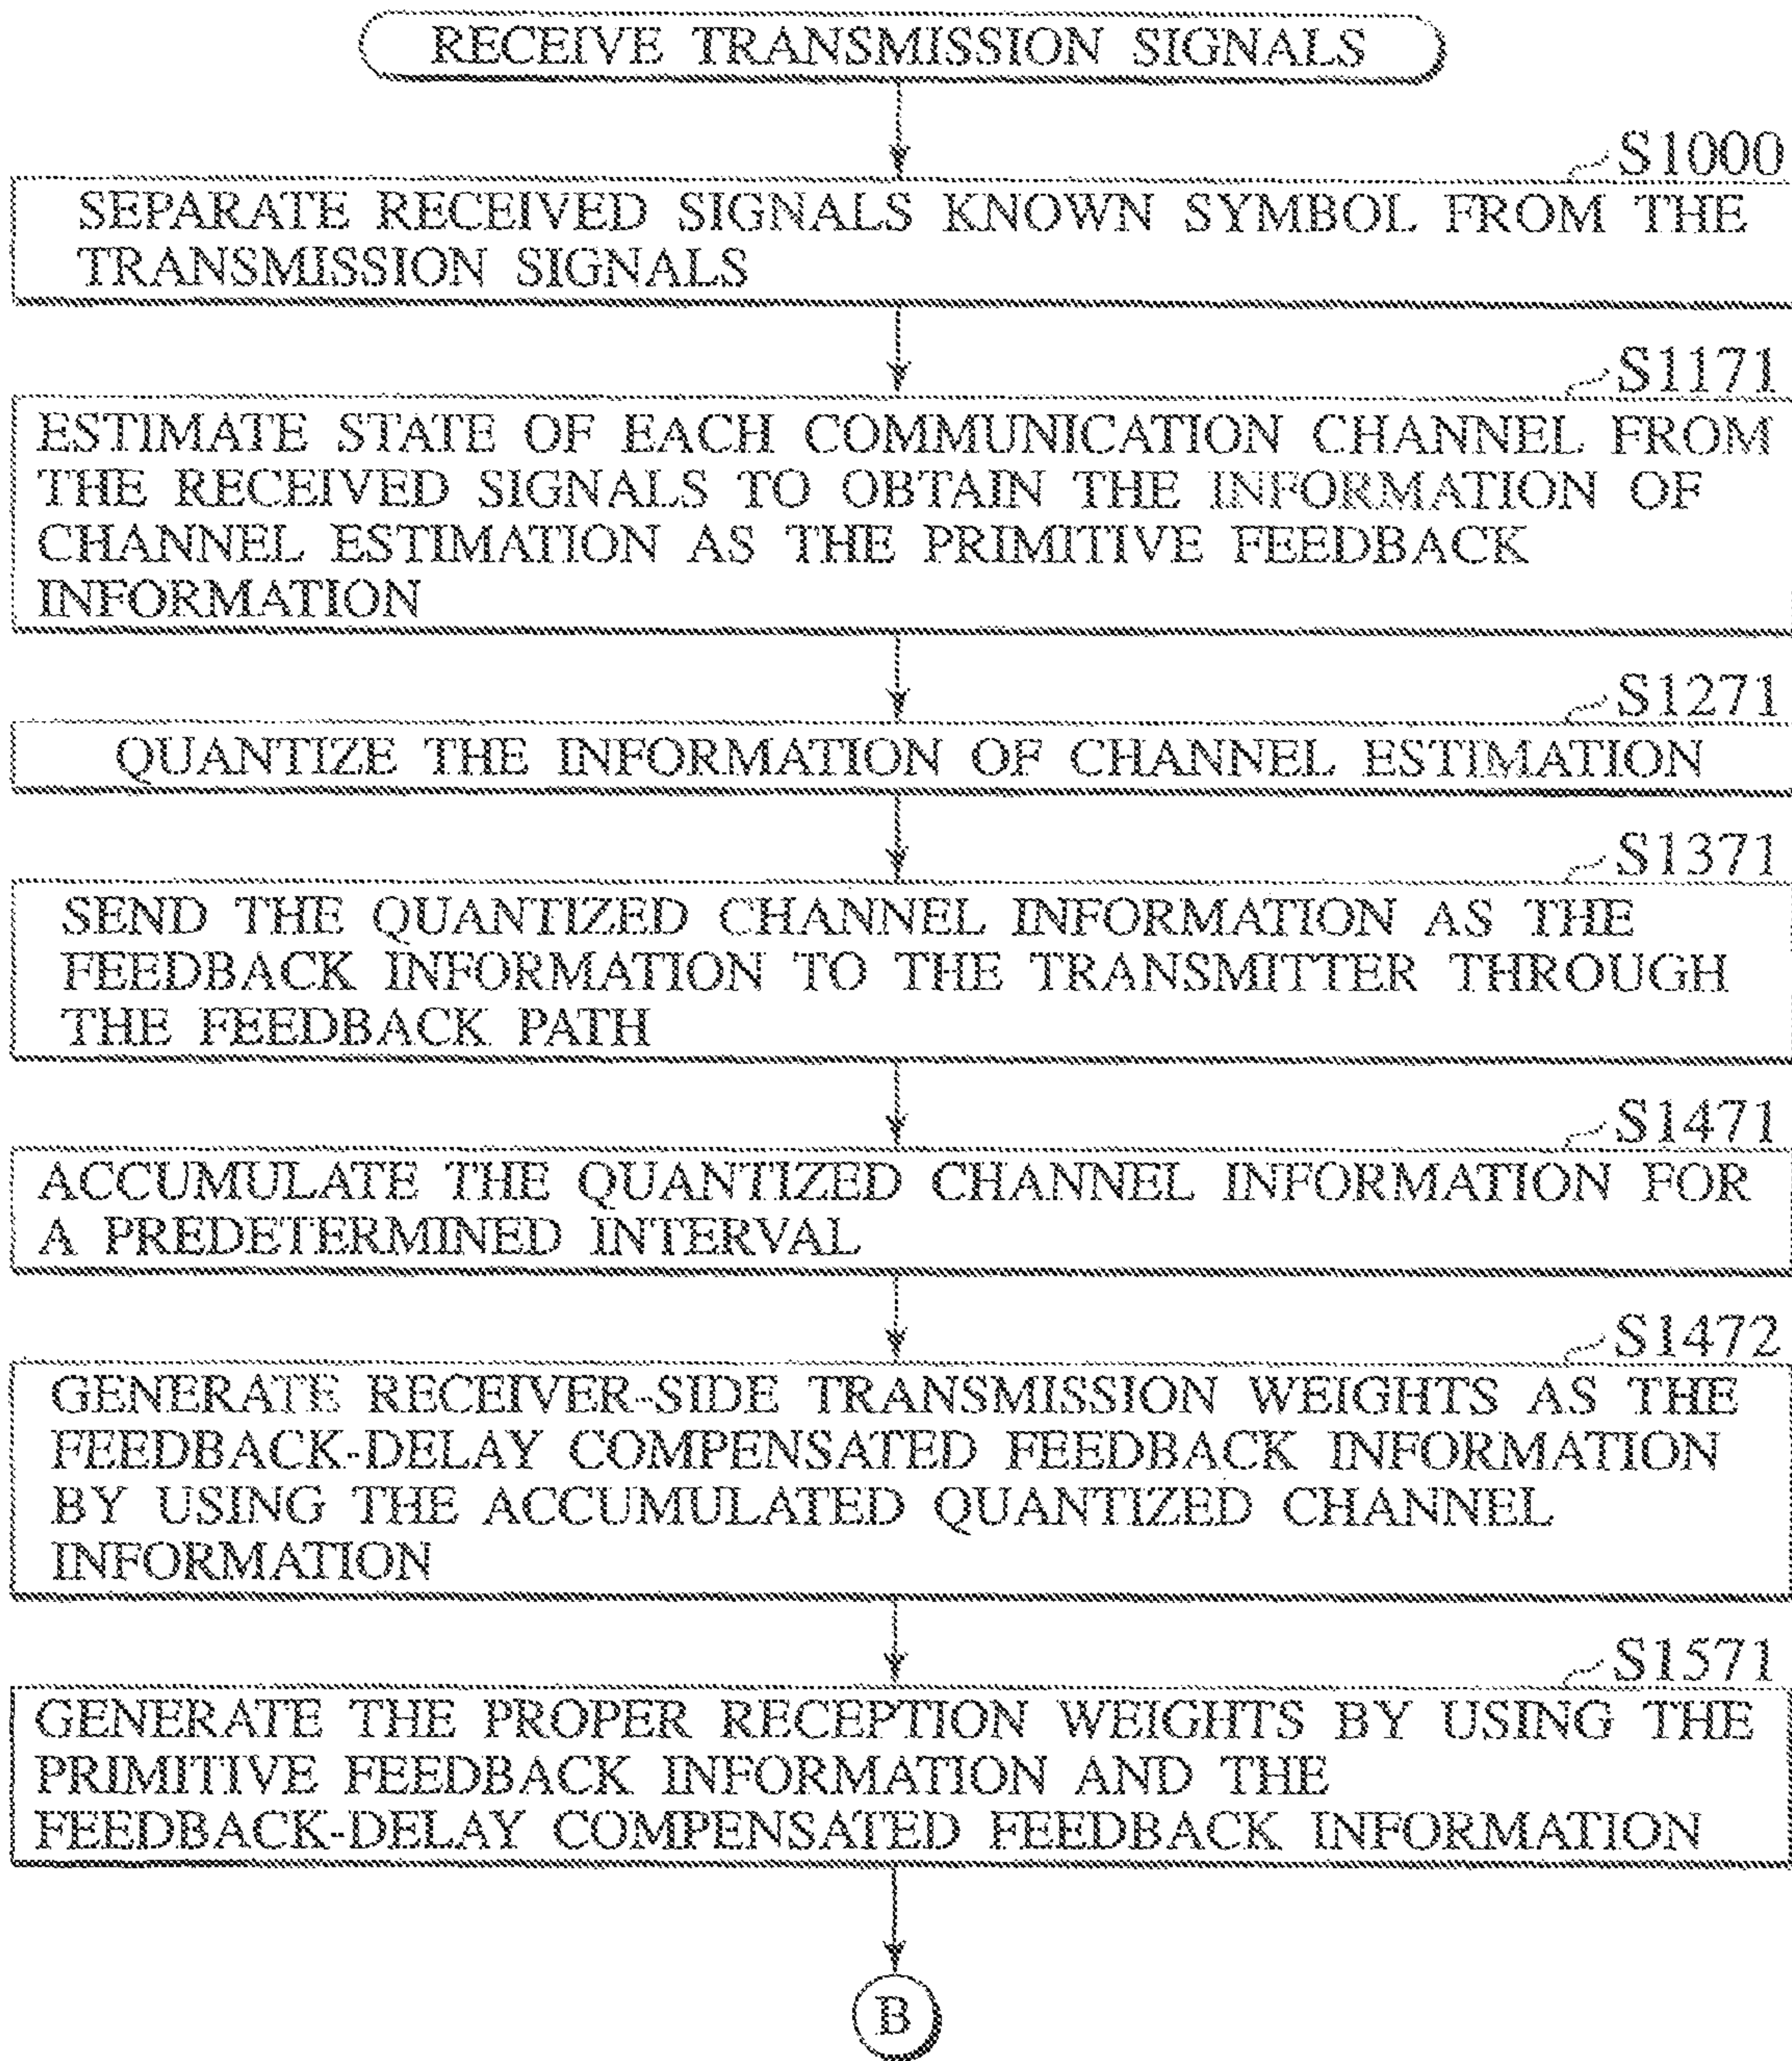 RECEIVE TRANSMISSION SIGNALS
S1000
SEPARATE RECEIVED SIGNALS KNOWN SYMBOL FROM THE
TRANSMISSION SIGNALS
S1171
ESTIMATE STATE OF EACH COMMUNICATION CHANNEL FROM
THE RECEIVED SIGNALS TO OBTAIN THE INFORMATION OF
CHANNEL ESTIMATION AS THE PRIMITIVE FEEDBACK
INFORMATION
S1271
QUANTIZE THE INFORMATION OF CHANNEL ESTIMATION
S1371
SEND THE QUANTIZED CHANNEL INFORMATION AS THE
FEEDBACK INFORMATION TO THE TRANSMITTER THROUGH
THE FEEDBACK PATH
S1471
ACCUMULATE THE QUANTIZED CHANNEL INFORMATION FOR
A PREDETERMINED INTERVAL
S1472
GENERATE RECEIVER-SIDE TRANSMISSION WEIGHTS AS THE
FEEDBACK-DELAY COMPENSATED FEEDBACK INFORMATION
BY USING THE ACCUMULATED QUANTIZED CHANNEL
INFORMATION
S1571
GENERATE THE PROPER RECEPTION WEIGHTS BY USING THE
PRIMITIVE FEEDBACK INFORMATION AND THE
FEEDBACK-DELAY COMPENSATED FEEDBACK INFORMATION
B